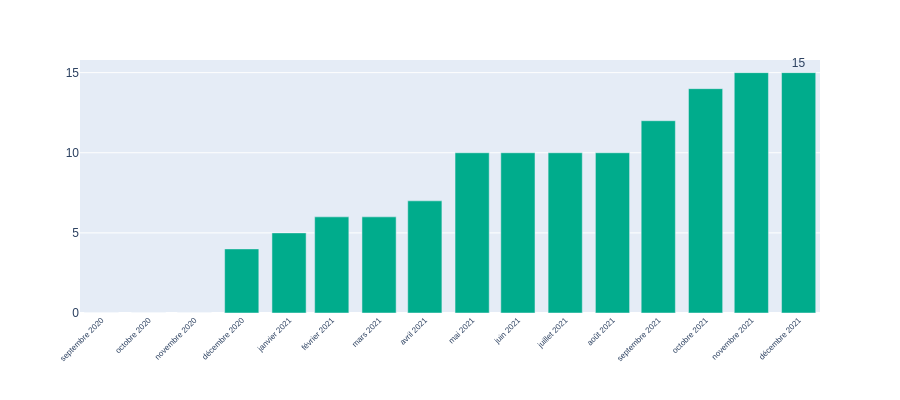 15
15
10
5
0
septembre 2020
octobre 2020
novembre 2020
décembre 2020
janvier 2021
février 2021
mars 2021
avril 2021
mai 2021
juin 2021
juillet 2021
août 2021
septembre 2021
octobre 2021
novembre 2021
décembre 2021